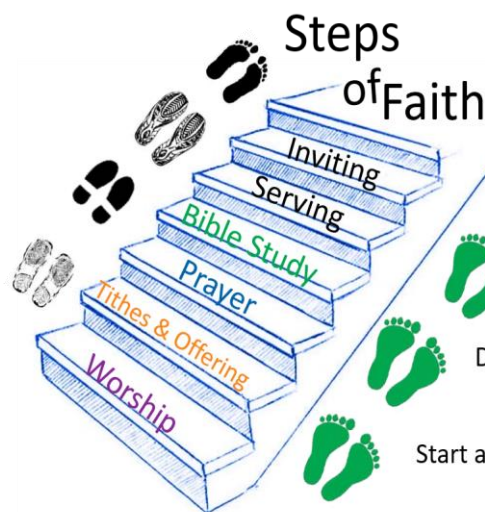 Steps
of Faith
Inviting
Serving
Bible Study
Prayer
Tithes & Offering
Worship
D
Start a